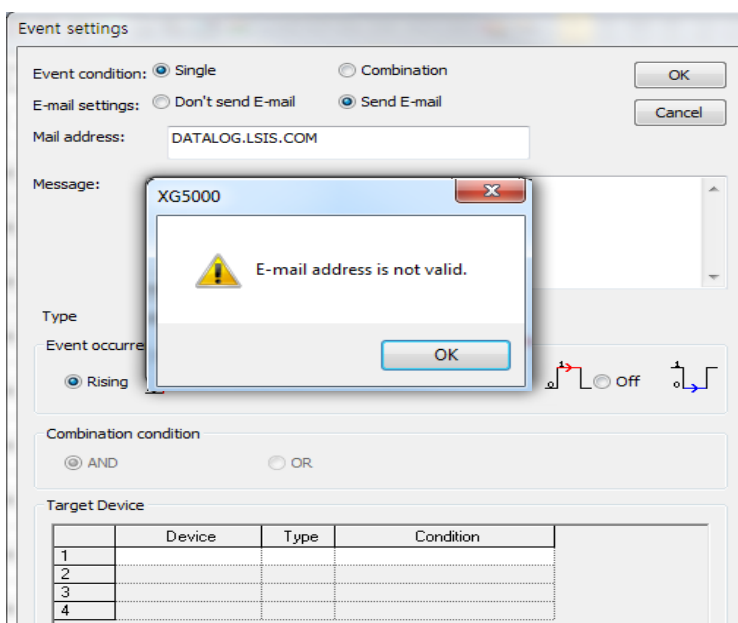 Event settings
Event condition: Single Combination OK
E-mail settings: Don't send E-mail Send E-mail Cancel
Mail address: DATALOG.LSIS.COM
Message:
XG5000
E-mail address is not valid.
OK
Type
Event occurre
Rising Off
Combination condition
AND OR
Target Device
Device Type Condition
1
2
3
4